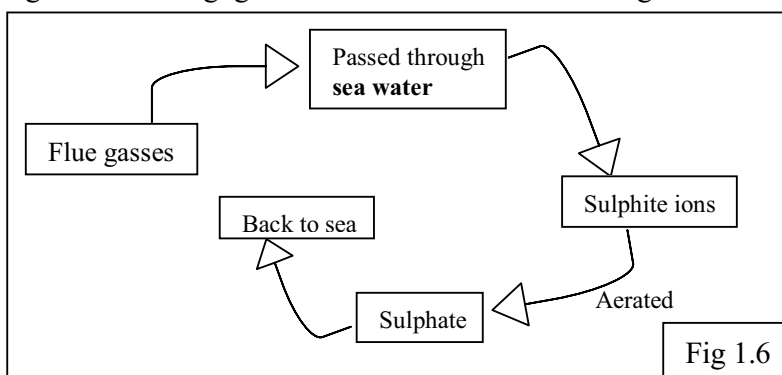 Passed through
sea water
Flue gasses
Sulphite ions
Back to sea
Aerated
Sulphate
Fig 1.6